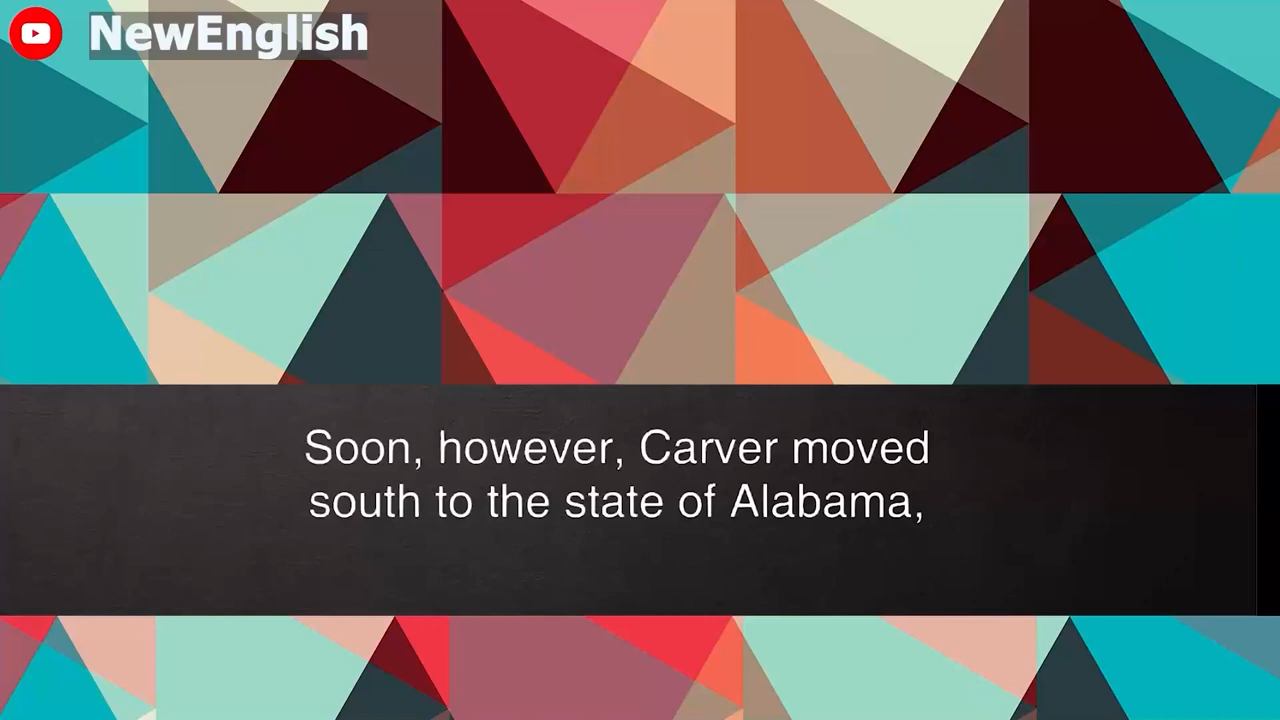 NewEnglish
Soon, however, Carver moved
south to the state of Alabama,